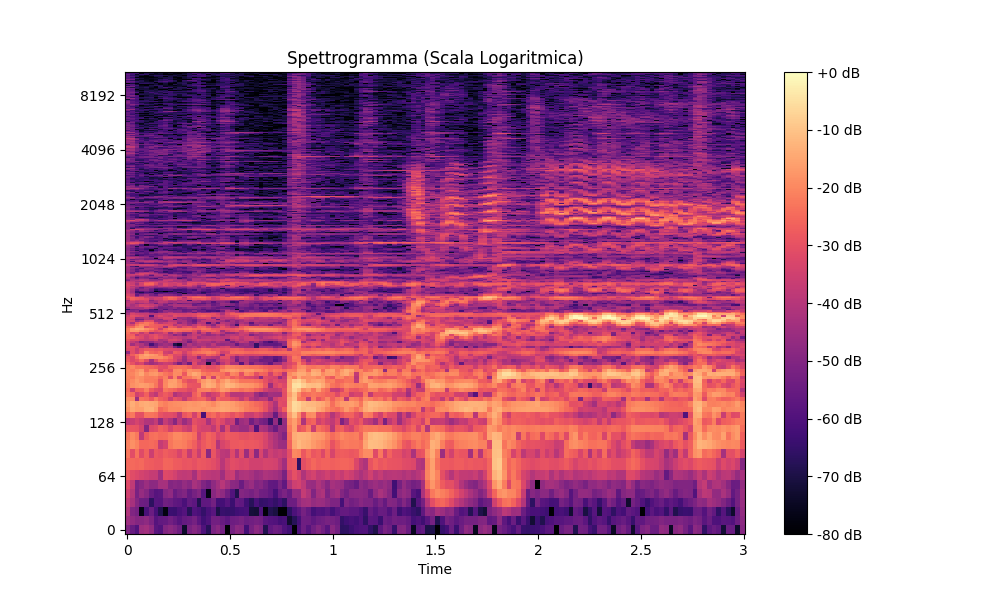 Spettrogramma (Scala Logaritmica)
8192
4096
2048
1024
512
256
128
64
0
Hz
0
0.5
1
1.5
2
2.5
3
Time
+0 dB
-10 dB
-20 dB
-30 dB
-40 dB
-50 dB
-60 dB
-70 dB
-80 dB